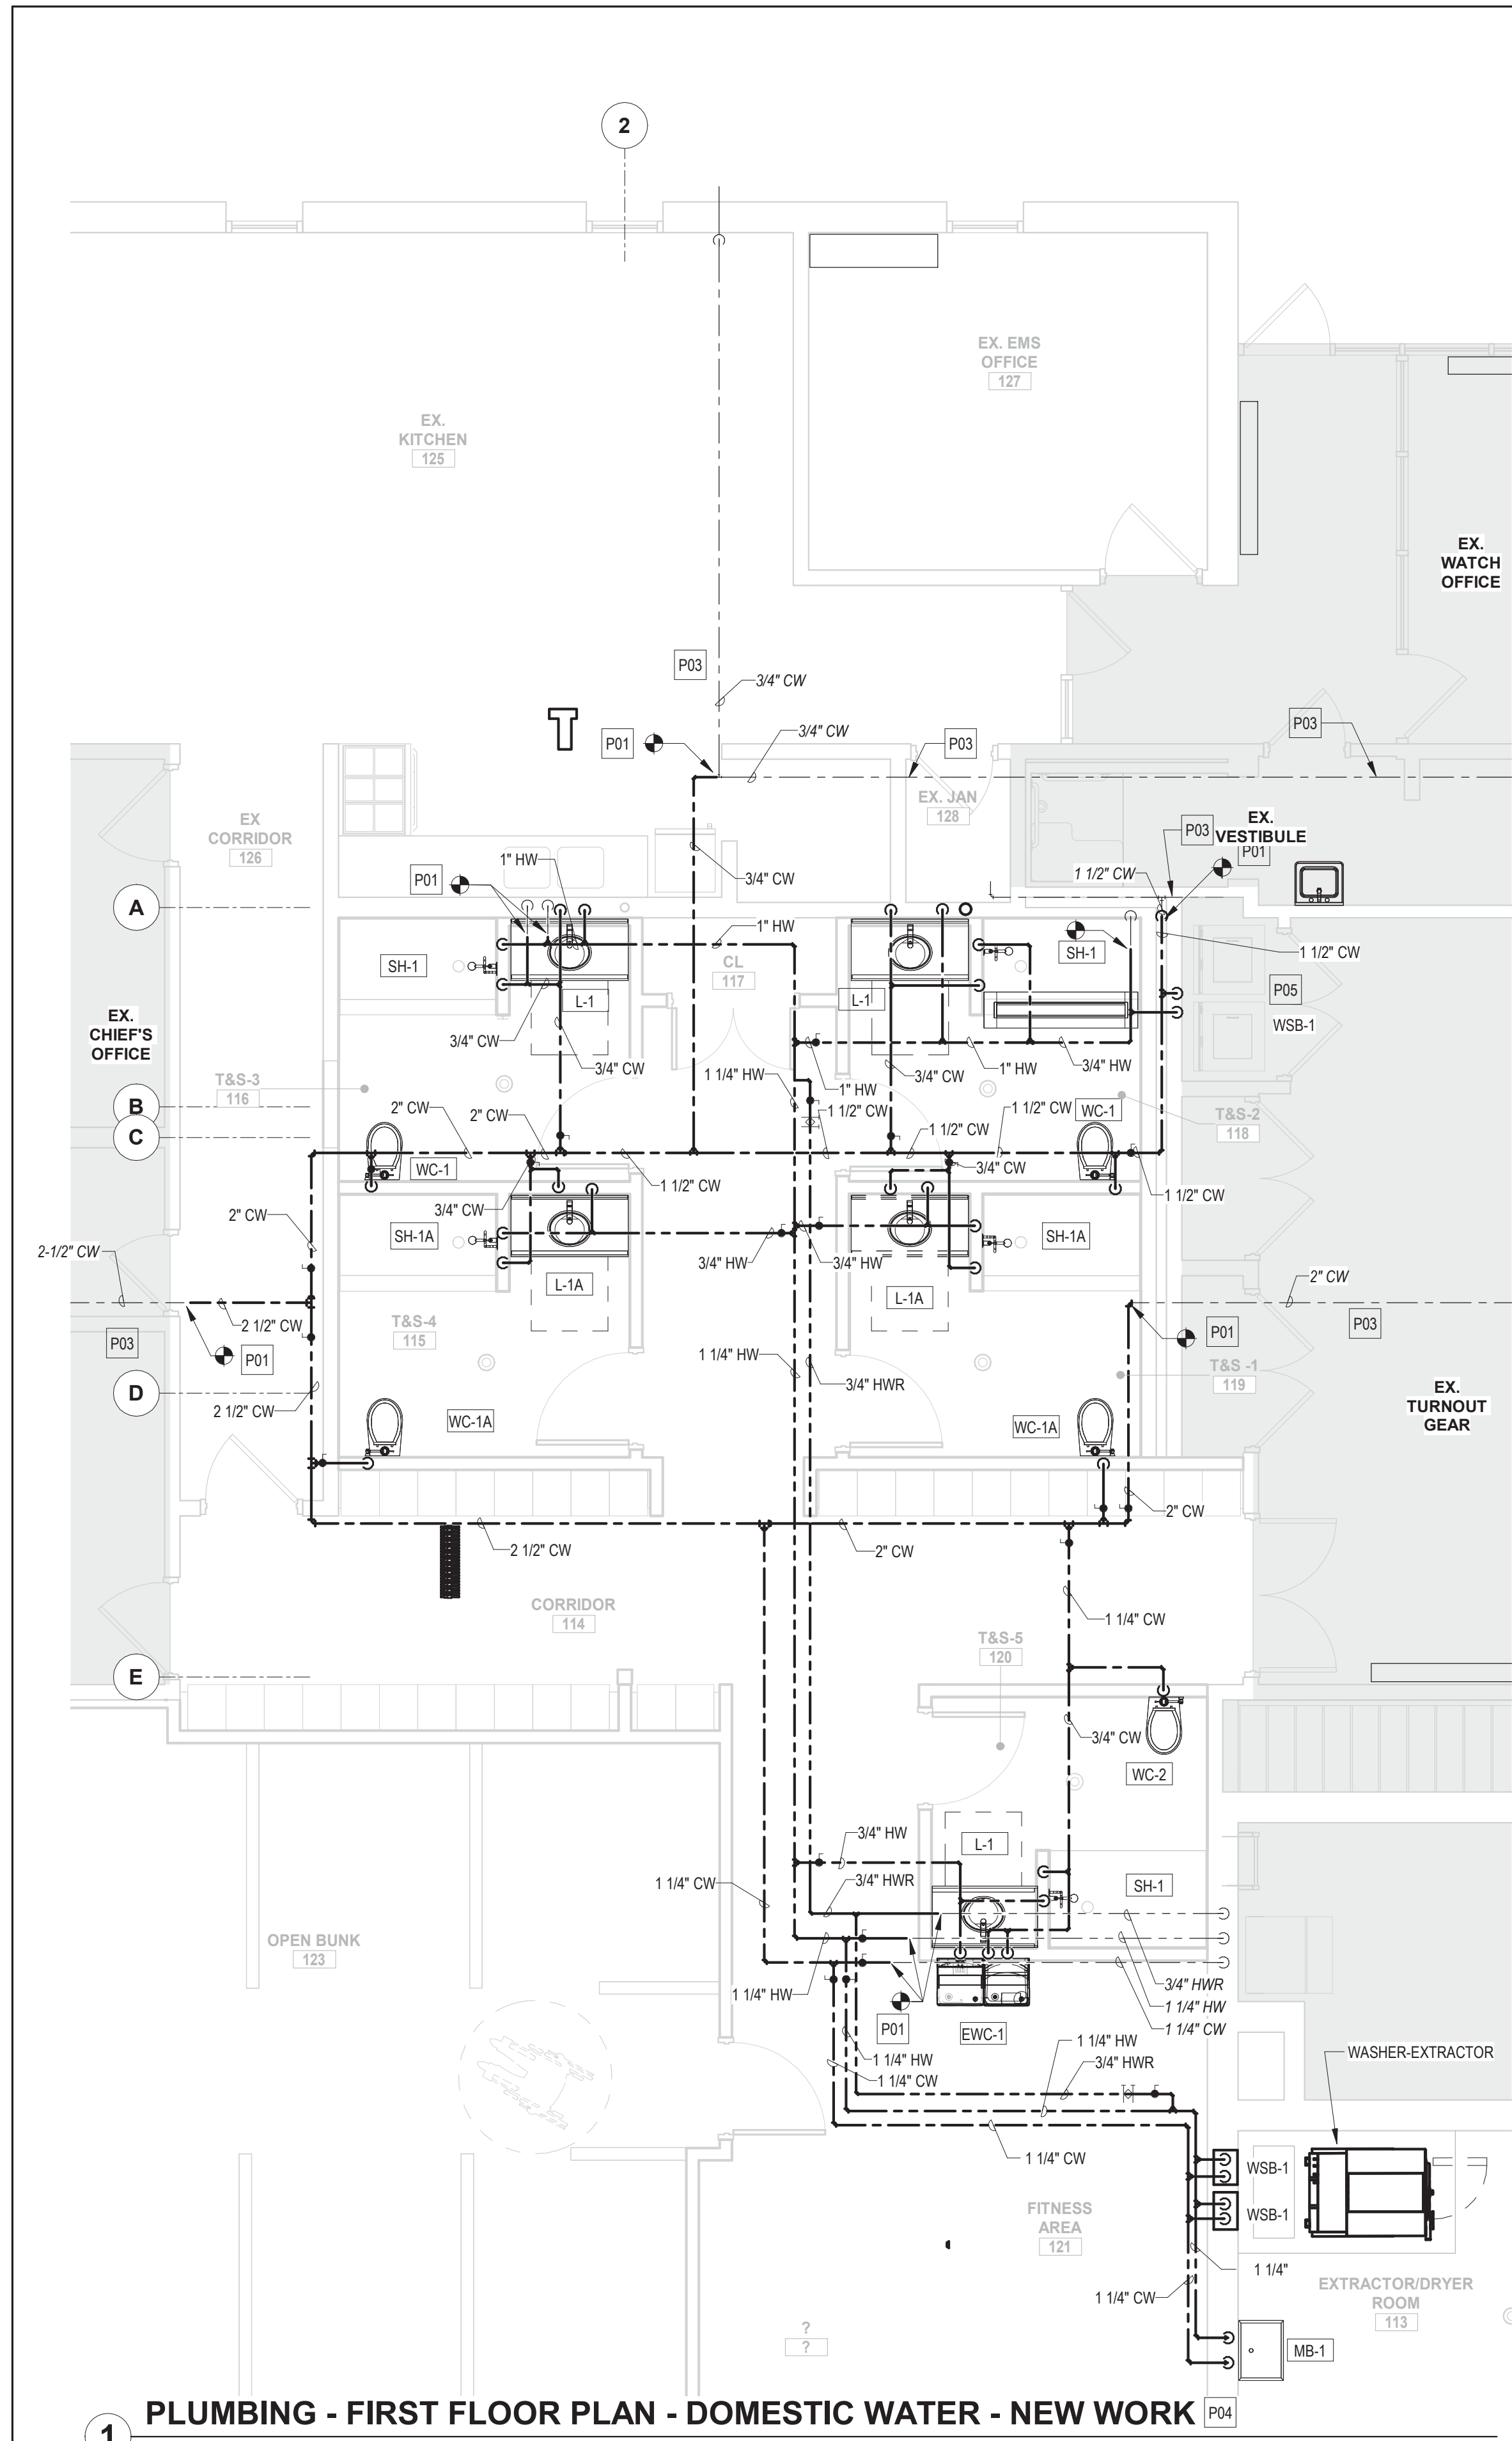 2
EX. EMS
OFFICE
127
EX.
KITCHEN
125
EX.
WATCH
OFFICE
P03
3/4" CW
P03
P01
3/4" CW
P03
EX. JAN
128
EX
CORRIDOR
126
EX.
VESTIBULE
P03
P01
1" HW
3/4" CW
1 1/2" CW
P01
A
1" HW
SH-1
1 1/2" CW
SH-1
CL
117
P05
L-1
L-1
EX.
CHIEF'S
OFFICE
WSB-1
3/4" CW
3/4" CW
1 1/4" HW
3/4" CW
1" HW
3/4" HW
T&S-3
116
1" HW
B
2" CW
2" CW
1 1/2" CW
1 1/2" CW
WC-1
T&S-2
118
C
1 1/2" CW
WC-1
3/4" CW
1 1/2" CW
1 1/2" CW
3/4" CW
2" CW
SH-1A
SH-1A
2-1/2" CW
3/4" HW
3/4" HW
2" CW
L-1A
L-1A
2 1/2" CW
T&S-4
115
P03
P01
P01
P03
1 1/4" HW
3/4" HWR
T&S -1
119
D
2 1/2" CW
EX.
TURNOUT
GEAR
WC-1A
WC-1A
2" CW
2 1/2" CW
2" CW
CORRIDOR
114
1 1/4" CW
T&S-5
120
E
3/4" CW
WC-2
3/4" HW
L-1
1 1/4" CW
3/4" HWR
SH-1
OPEN BUNK
123
1 1/4" HW
3/4" HWR
1 1/4" HW
1 1/4" CW
P01
EWC-1
1 1/4" HW
1 1/4" HW
3/4" HWR
1 1/4" CW
WASHER-EXTRACTOR
1 1/4" CW
WSB-1
WSB-1
FITNESS
AREA
121
1 1/4"
1 1/4" CW
EXTRACTOR/DRYER
ROOM
113
?
?
MB-1
1
PLUMBING - FIRST FLOOR PLAN - DOMESTIC WATER - NEW WORK
P04